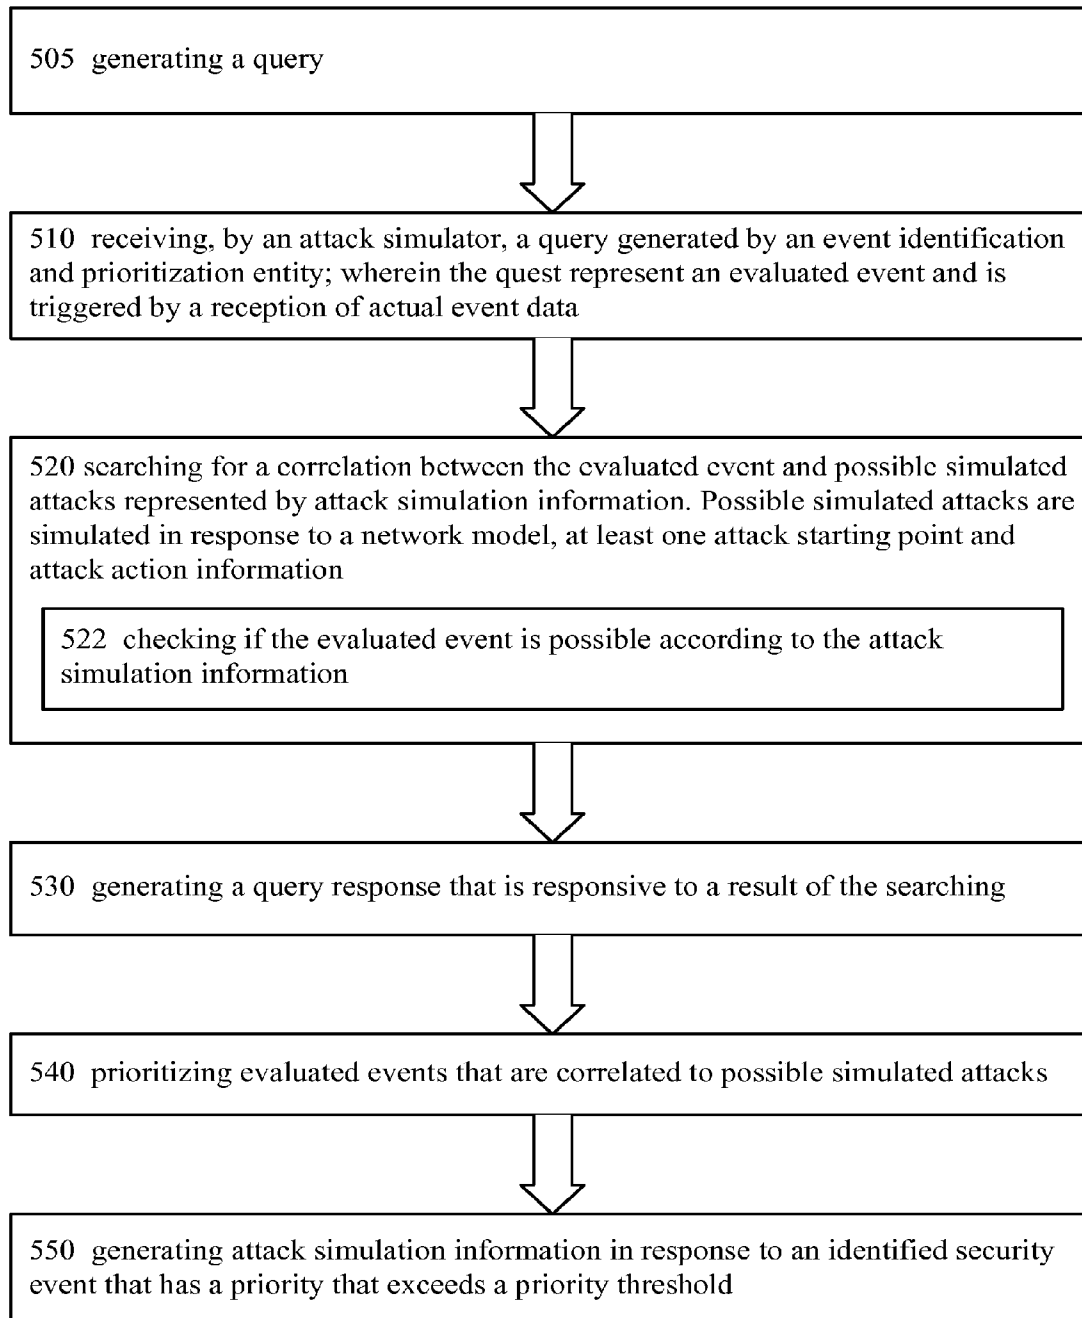 505 generating a query
510 receiving, by an attack simulator, a query generated by an event identification
and prioritization entity; wherein the quest represent an evaluated event and is
triggered by a reception of actual event data
520 searching for a correlation between the evaluated event and possible simulated
attacks represented by attack simulation information. Possible simulated attacks are
simulated in response to a network model, at least one attack starting point and
attack action information
522 checking if the evaluated event is possible according to the attack
simulation information
530 generating a query response that is responsive to a result of the searching
540 prioritizing evaluated events that are correlated to possible simulated attacks
550 generating attack simulation information in response to an identified security
event that has a priority that exceeds a priority threshold